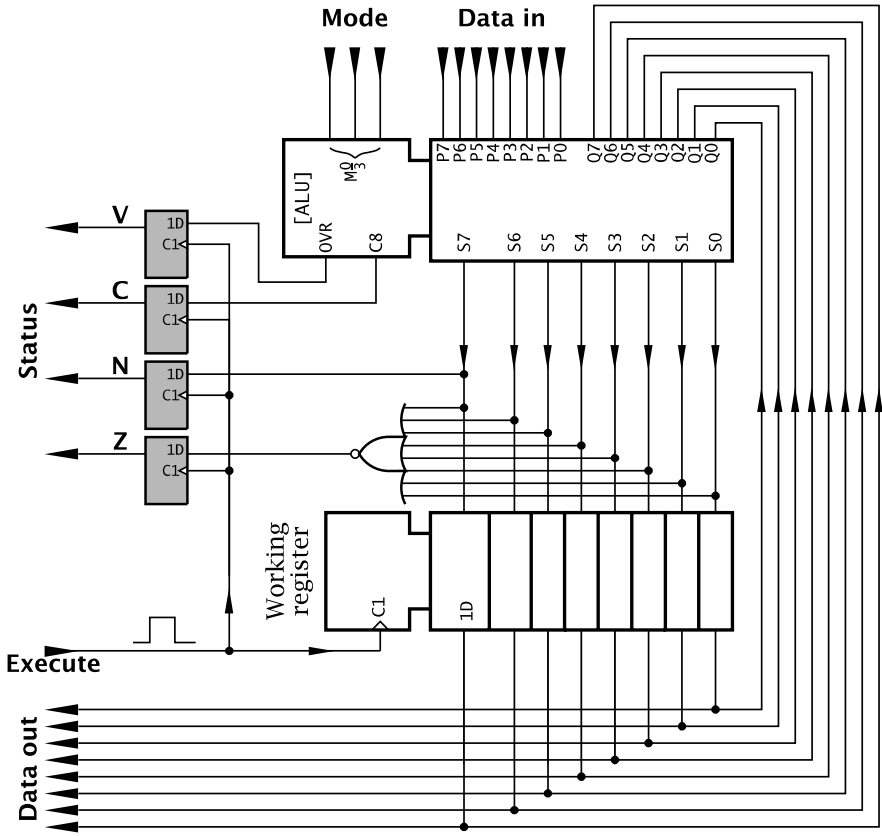 Mode
Data in
P7 P6 P5 P4 P3 P2 P1 P0 Q7 Q6 Q5 Q4 Q3 Q2 Q1 Q0
M 0 3
[ALU]
OVR C8 S7 S6 S5 S4 S3 S2 S1 S0
V
1D
C1
C
1D
C1
N
1D
C1
Z
1D
C1
Status
Working
register
C1
1D
Execute
Data out